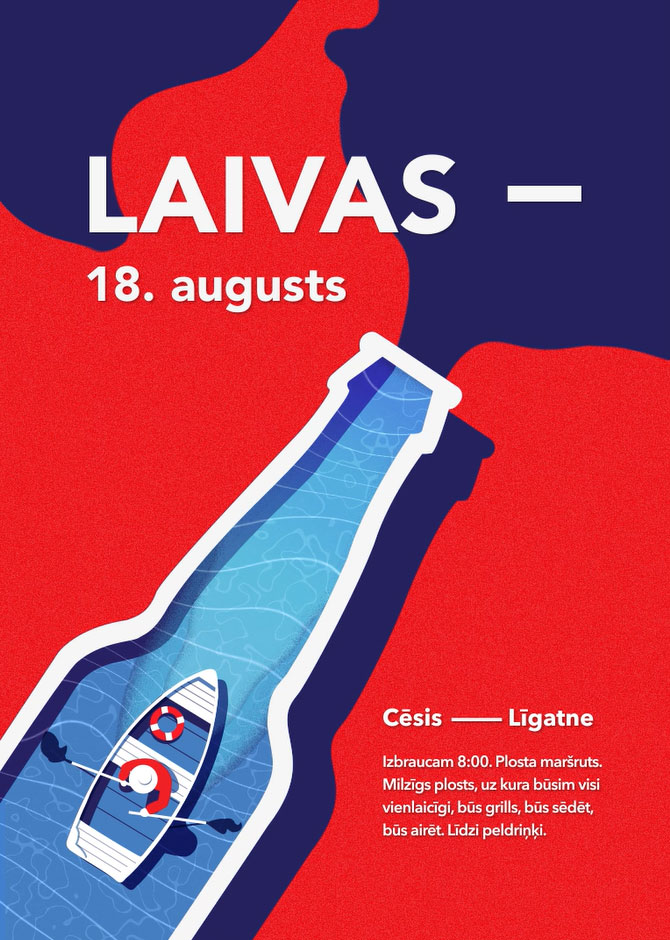 LAIVAS —
18. augusts
Cēsis — Līgatne
Izbraucam 8:00. Plosta maršruts.
Milzīgs plosts, uz kura būsim visi
vienlaicīgi, būs grills, būs sēdēt,
būs airēt. Līdzi peldriņķi.